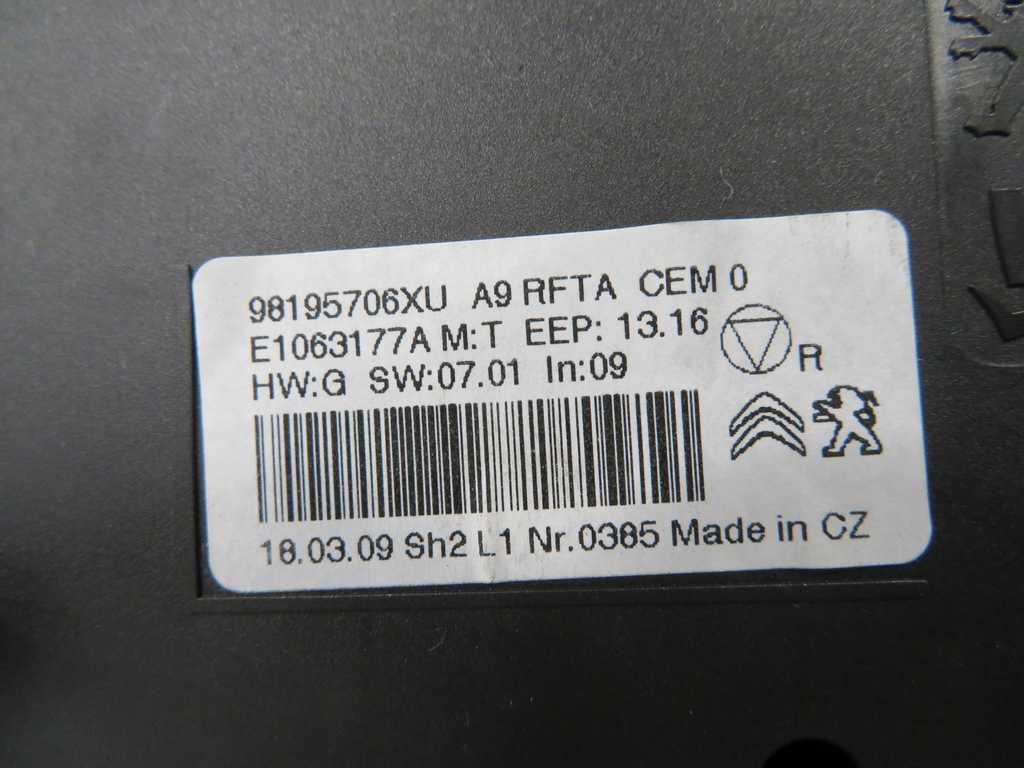 98195706XU A9 RFTA CEM 0
E1063177A M:T EEP: 13.16
R
HW:G SW:07.01 In:09
18.03.09 Sh2 L1 Nr.0385 Made in CZ